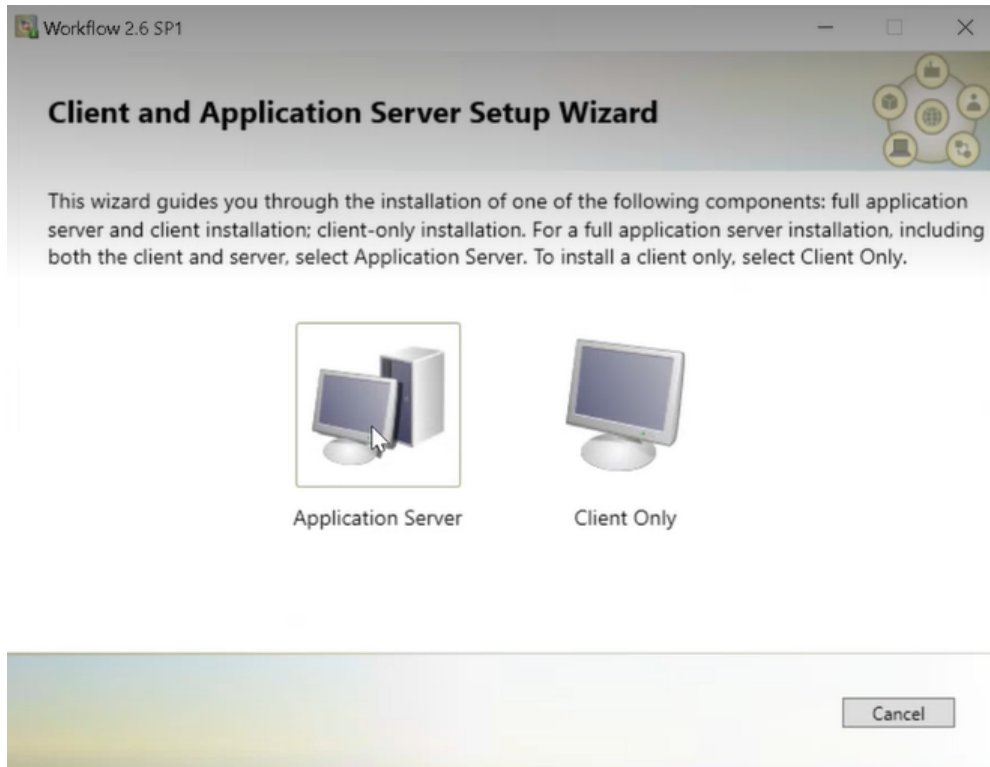 Workflow 2.6 SP1
Client and Application Server Setup Wizard
This wizard guides you through the installation of one of the following components: full application
server and client installation; client-only installation. For a full application server installation, including
both the client and server, select Application Server. To install a client only, select Client Only.
Application Server
Client Only
Cancel